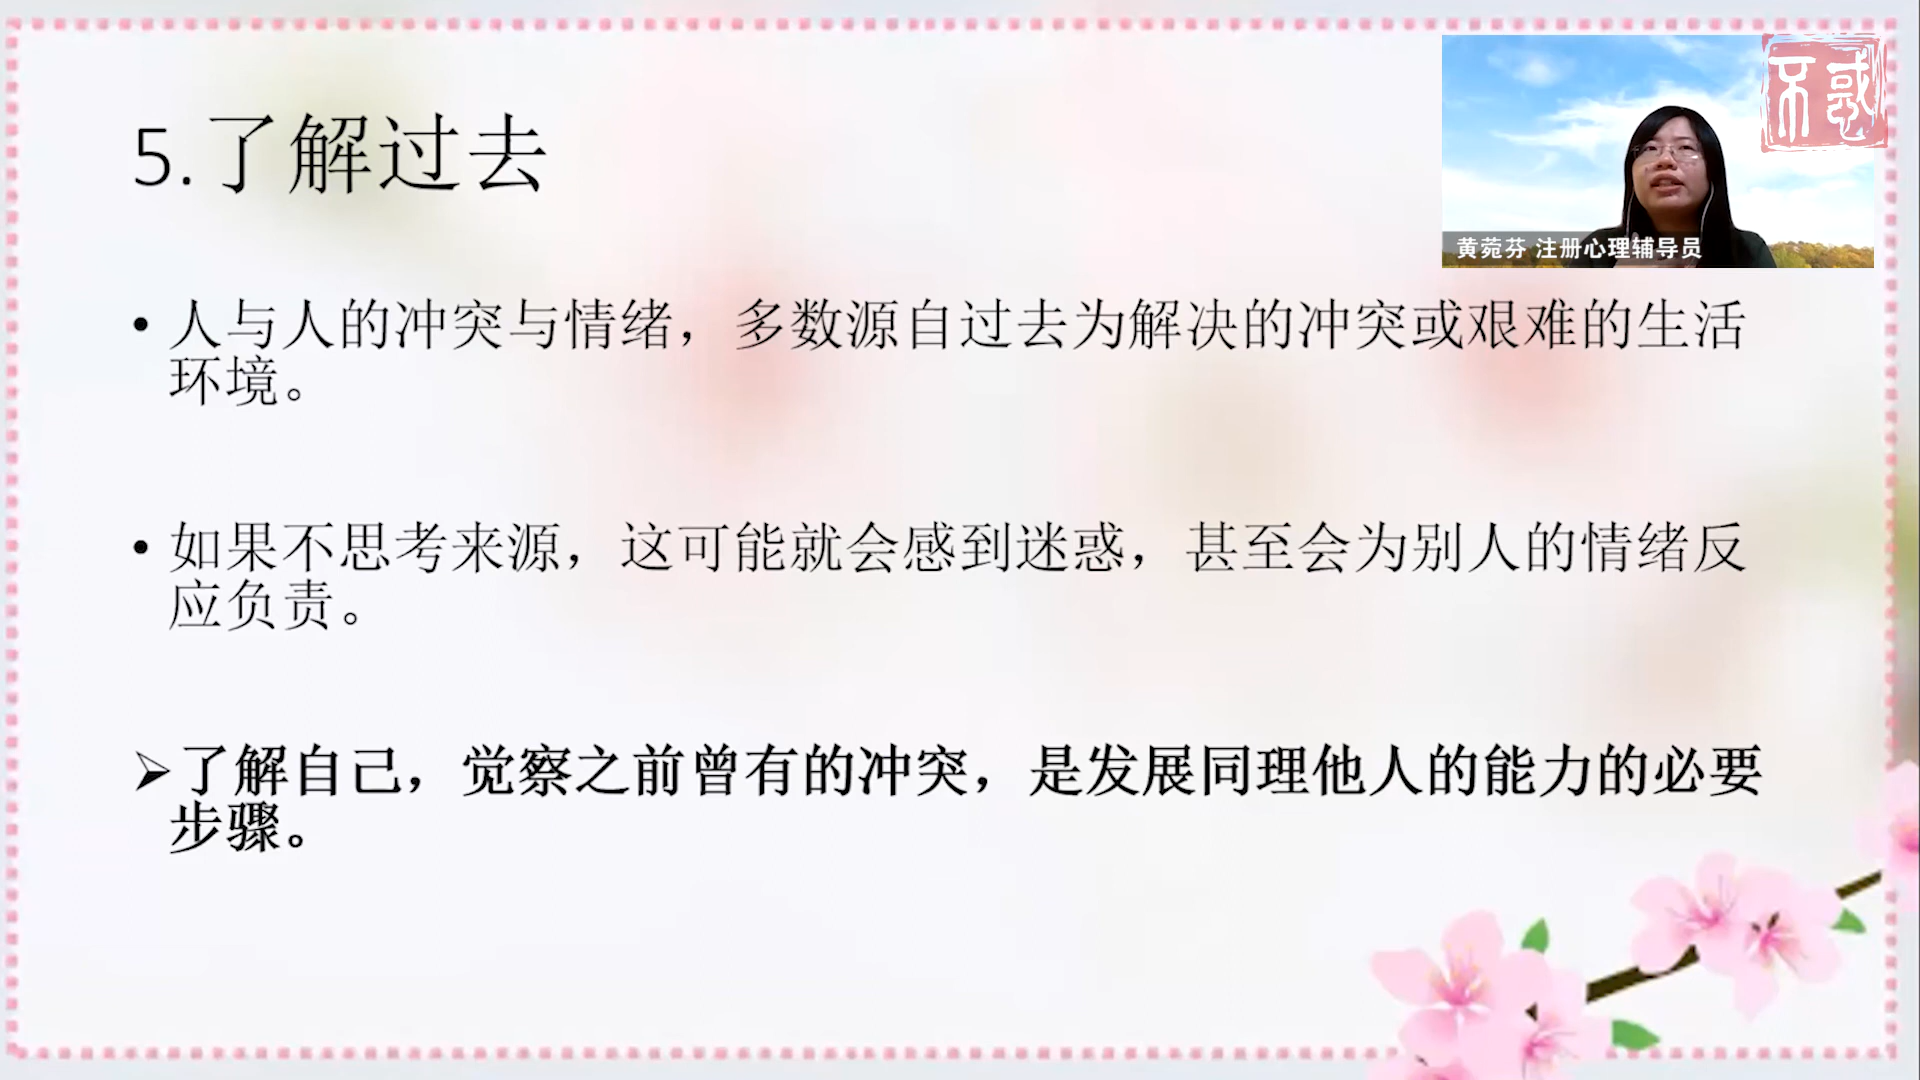 5.了解过去
不惑
黄菀芬 注册心理辅导员
• 人与人的冲突与情绪，多数源自过去为解决的冲突或艰难的生活
环境。
• 如果不思考来源，这可能就会感到迷惑，甚至会为别人的情绪反
应负责。
➢了解自己，觉察之前曾有的冲突，是发展同理他人的能力的必要
步骤。